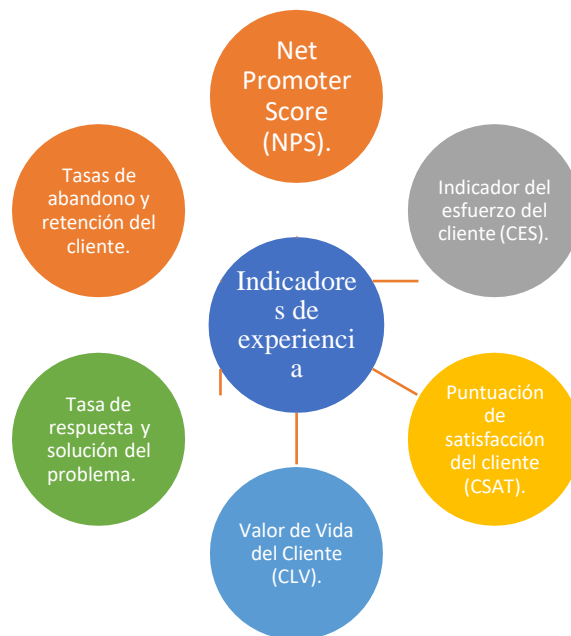 Net
Promoter
Score
(NPS).
Tasas de
abandono y
retención del
cliente.
Indicador del
esfuerzo del
cliente (CES).
Indicadore
s de
experienci
a
Tasa de
respuesta y
solución del
problema.
Puntuación
de
satisfacción
del cliente
(CSAT).
Valor de Vida
del Cliente
(CLV).